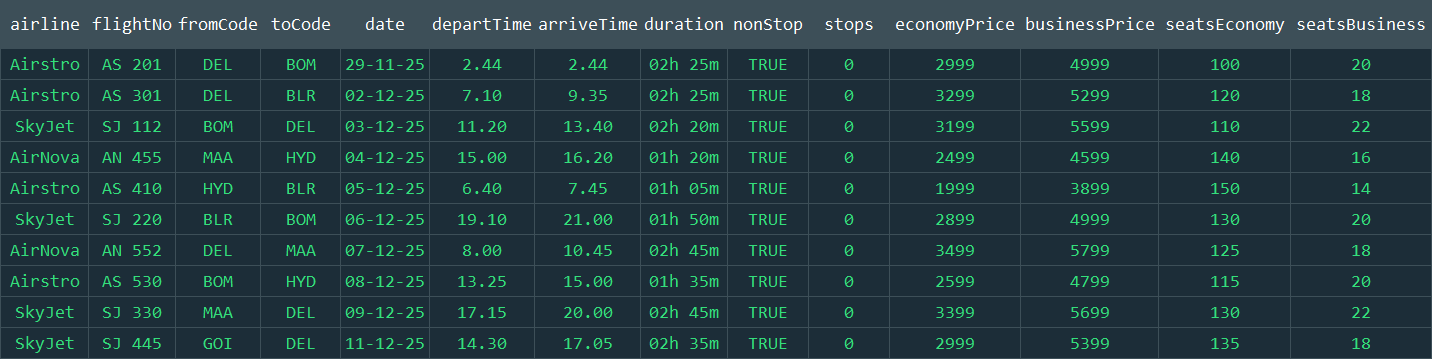 airline flightNo fromCode toCode date departTime arriveTime duration nonStop stops economyPrice businessPrice seatsEconomy seatsBusiness
Airstro AS 201 DEL BOM 29-11-25 2.44 2.44 02h 25m TRUE 0 2999 4999 100 20
Airstro AS 301 DEL BLR 02-12-25 7.10 9.35 02h 25m TRUE 0 3299 5299 120 18
SkyJet SJ 112 BOM DEL 03-12-25 11.20 13.40 02h 20m TRUE 0 3199 5599 110 22
AirNova AN 455 MAA HYD 04-12-25 15.00 16.20 01h 20m TRUE 0 2499 4599 140 16
Airstro AS 410 HYD BLR 05-12-25 6.40 7.45 01h 05m TRUE 0 1999 3899 150 14
SkyJet SJ 220 BLR BOM 06-12-25 19.10 21.00 01h 50m TRUE 0 2899 4999 130 20
AirNova AN 552 DEL MAA 07-12-25 8.00 10.45 02h 45m TRUE 0 3499 5799 125 18
Airstro AS 530 BOM HYD 08-12-25 13.25 15.00 01h 35m TRUE 0 2599 4799 115 20
SkyJet SJ 330 MAA DEL 09-12-25 17.15 20.00 02h 45m TRUE 0 3399 5699 130 22
SkyJet SJ 445 GOI DEL 11-12-25 14.30 17.05 02h 35m TRUE 0 2999 5399 135 18